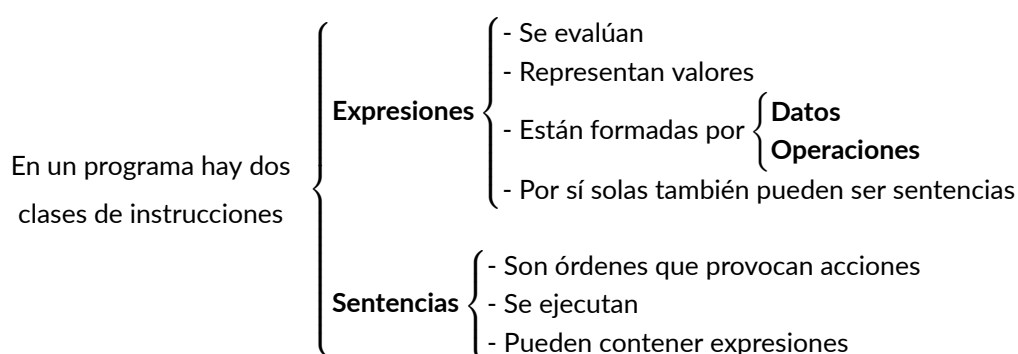 En un programa hay dos
clases de instrucciones
Expresiones
- Se evalúan
- Representan valores
- Están formadas por
Datos
Operaciones
- Por sí solas también pueden ser sentencias
Sentencias
- Son órdenes que provocan acciones
- Se ejecutan
- Pueden contener expresiones